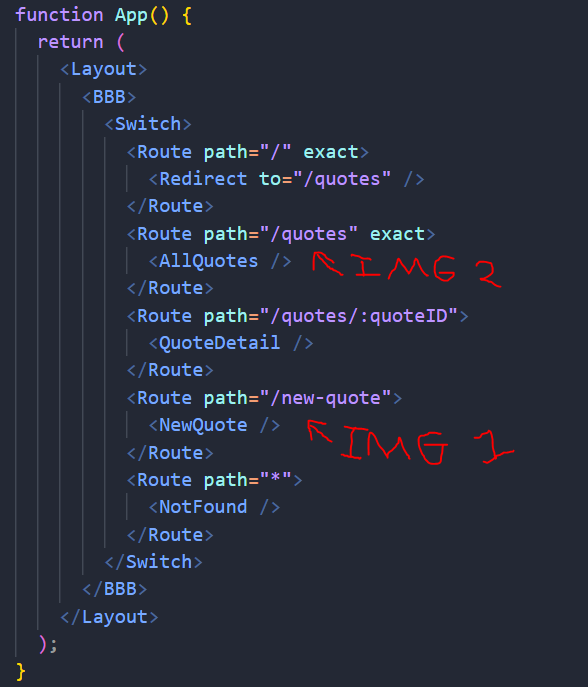 function App() {
return (
<Layout>
<BBB>
<Switch>
<Route path="/" exact>
<Redirect to="/quotes" />
</Route>
<Route path="/quotes" exact>
<AllQuotes /> IMG 2
</Route>
<Route path="/quotes/:quoteID">
<QuoteDetail />
</Route>
<Route path="/new-quote">
<NewQuote /> IMG 1
</Route>
<Route path="*">
<NotFound />
</Route>
</Switch>
</BBB>
</Layout>
);
}